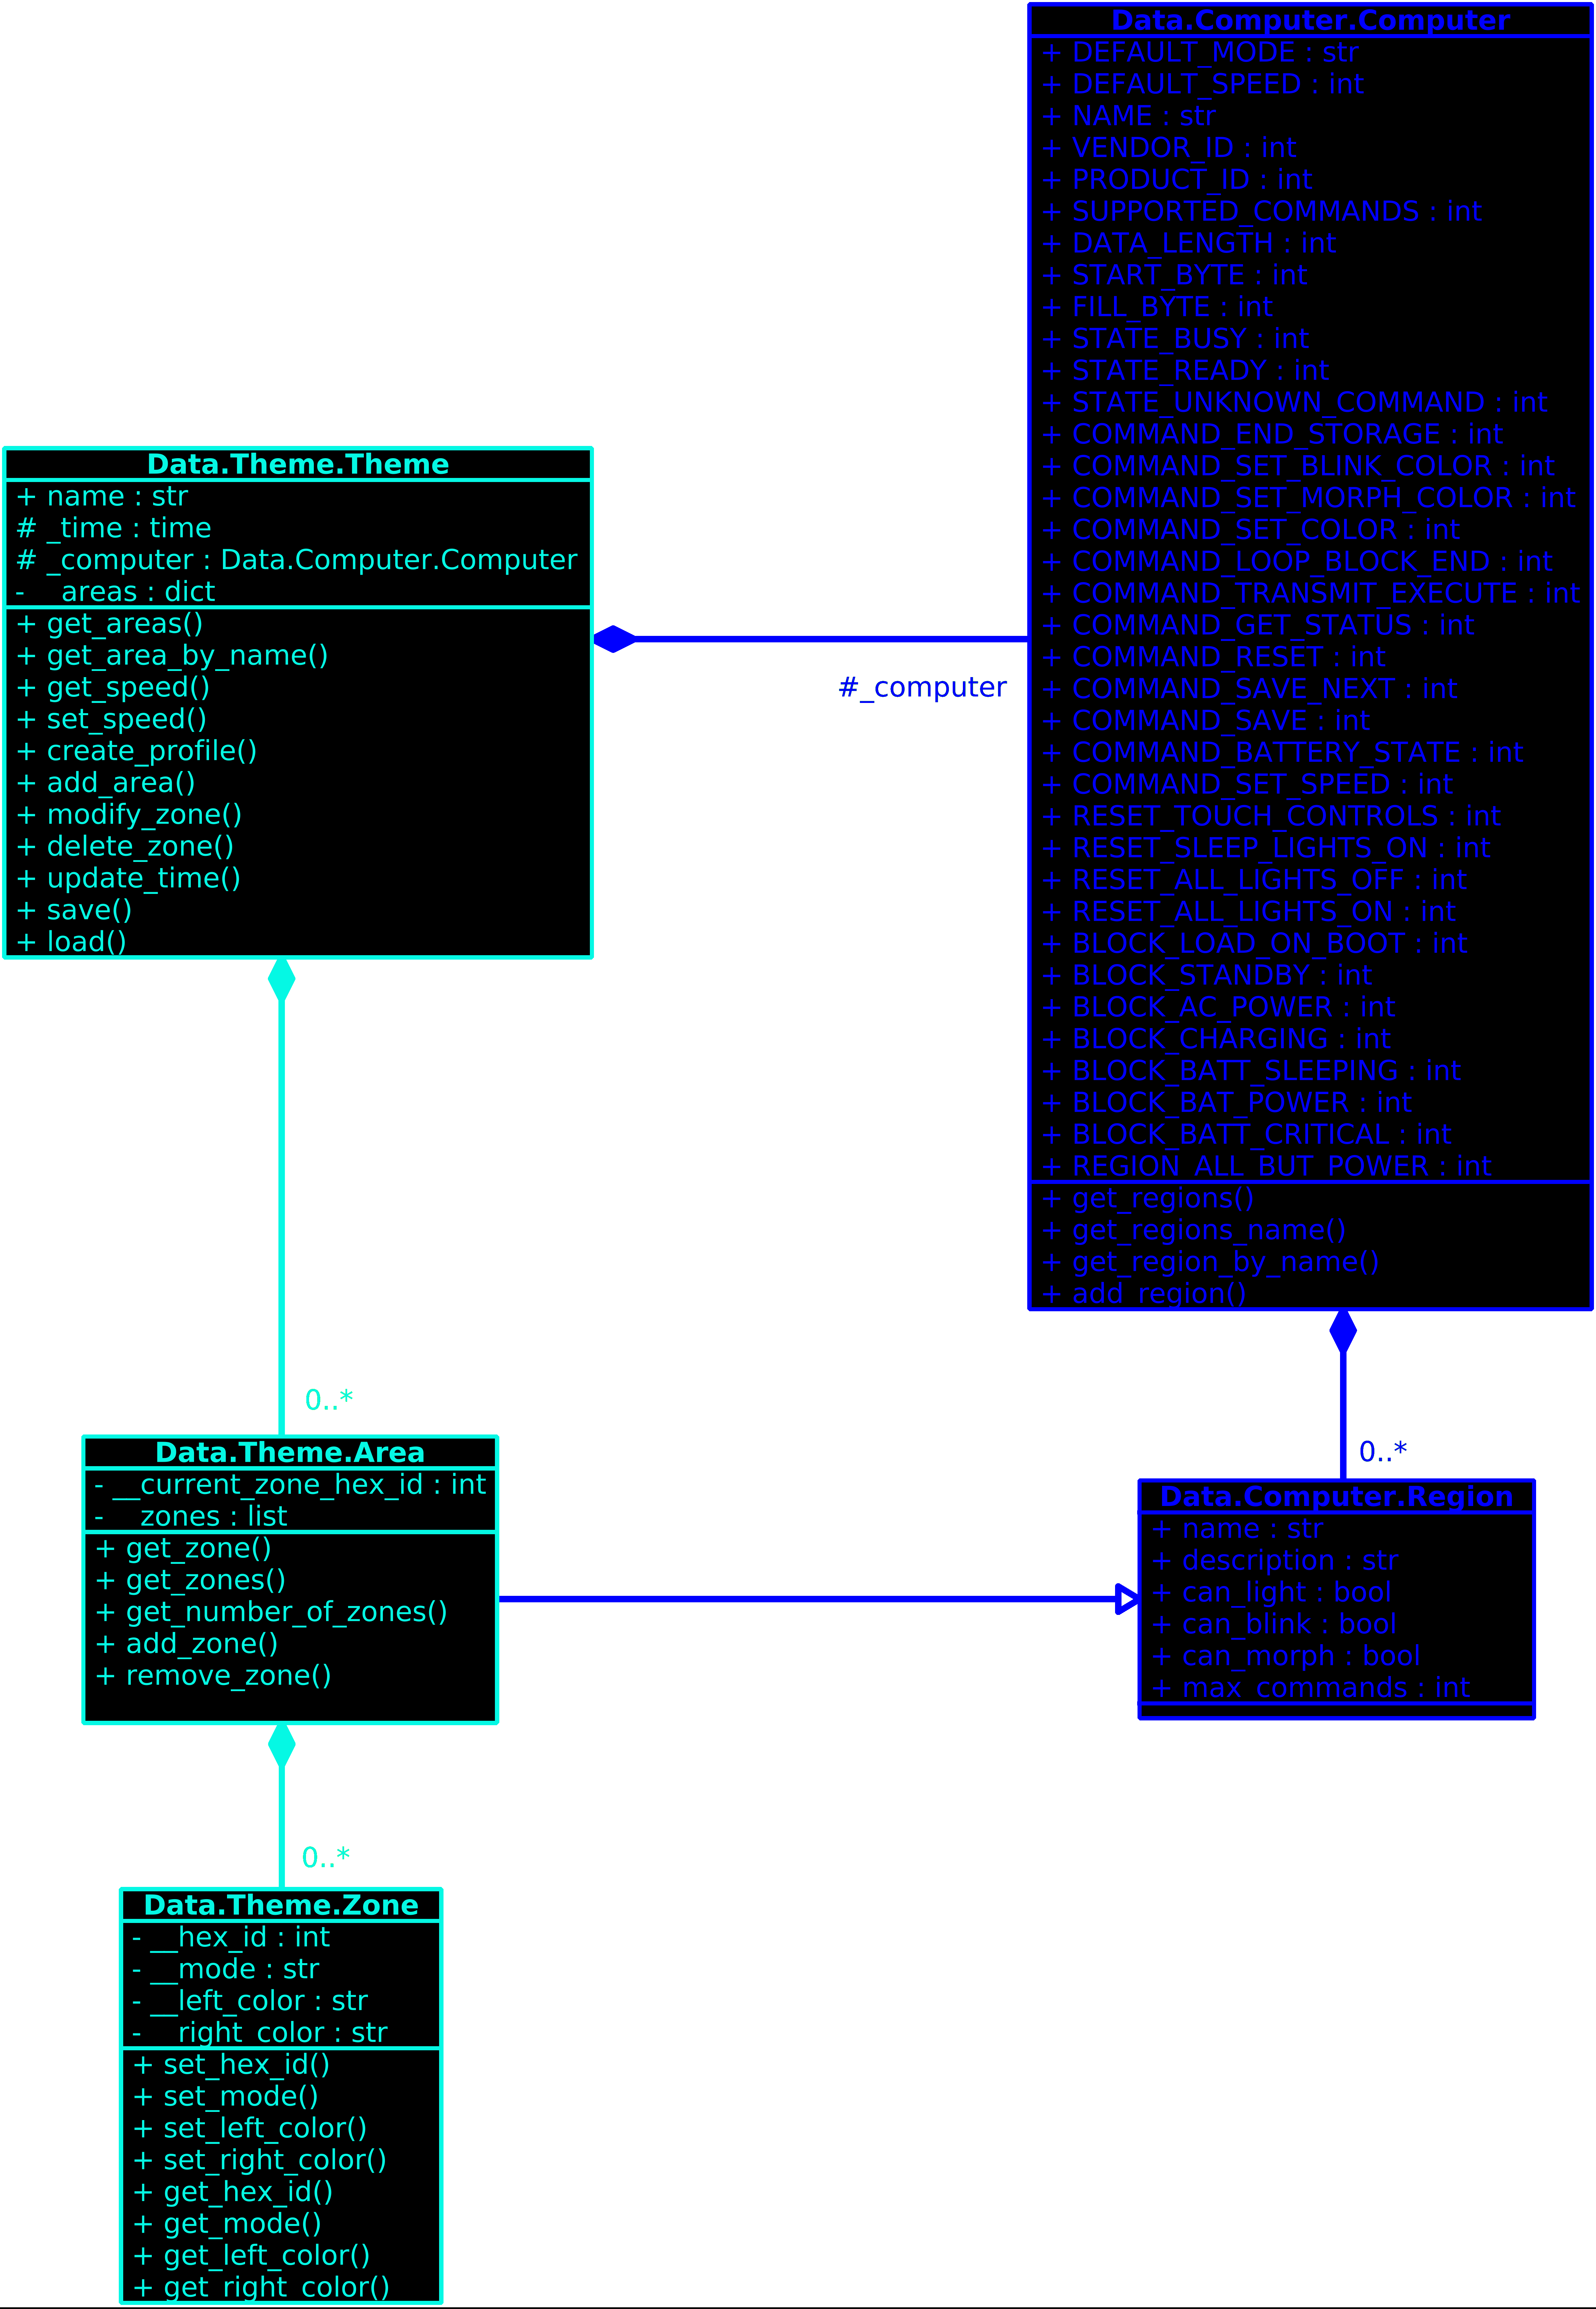 Data.Computer.Computer
+ DEFAULT_MODE : str
+ DEFAULT_SPEED : int
+ NAME : str
+ VENDOR_ID : int
+ PRODUCT_ID : int
+ SUPPORTED_COMMANDS : int
+ DATA_LENGTH : int
+ START_BYTE : int
+ FILL_BYTE : int
+ STATE_BUSY : int
+ STATE_READY : int
+ STATE_UNKNOWN_COMMAND : int
+ COMMAND_END_STORAGE : int
+ COMMAND_SET_BLINK_COLOR : int
+ COMMAND_SET_MORPH_COLOR : int
+ COMMAND_SET_COLOR : int
+ COMMAND_LOOP_BLOCK_END : int
+ COMMAND_TRANSMIT_EXECUTE : int
+ COMMAND_GET_STATUS : int
+ COMMAND_RESET : int
+ COMMAND_SAVE_NEXT : int
+ COMMAND_SAVE : int
+ COMMAND_BATTERY_STATE : int
+ COMMAND_SET_SPEED : int
+ RESET_TOUCH_CONTROLS : int
+ RESET_SLEEP_LIGHTS_ON : int
+ RESET_ALL_LIGHTS_OFF : int
+ RESET_ALL_LIGHTS_ON : int
+ BLOCK_LOAD_ON_BOOT : int
+ BLOCK_STANDBY : int
+ BLOCK_AC_POWER : int
+ BLOCK_CHARGING : int
+ BLOCK_BATT_SLEEPING : int
+ BLOCK_BAT_POWER : int
+ BLOCK_BATT_CRITICAL : int
+ REGION_ALL_BUT_POWER : int
+ get_regions()
+ get_regions_name()
+ get_region_by_name()
+ add_region()
Data.Theme.Theme
+ name : str
# _time : time
# _computer : Data.Computer.Computer
- __areas : dict
+ get_areas()
+ get_area_by_name()
+ get_speed()
+ set_speed()
+ create_profile()
+ add_area()
+ modify_zone()
+ delete_zone()
+ update_time()
+ save()
+ load()
#_computer
0..*
0..*
Data.Theme.Area
- __current_zone_hex_id : int
- __zones : list
+ get_zone()
+ get_zones()
+ get_number_of_zones()
+ add_zone()
+ remove_zone()
Data.Computer.Region
+ name : str
+ description : str
+ can_light : bool
+ can_blink : bool
+ can_morph : bool
+ max_commands : int
0..*
Data.Theme.Zone
- __hex_id : int
- __mode : str
- __left_color : str
- __right_color : str
+ set_hex_id()
+ set_mode()
+ set_left_color()
+ set_right_color()
+ get_hex_id()
+ get_mode()
+ get_left_color()
+ get_right_color()